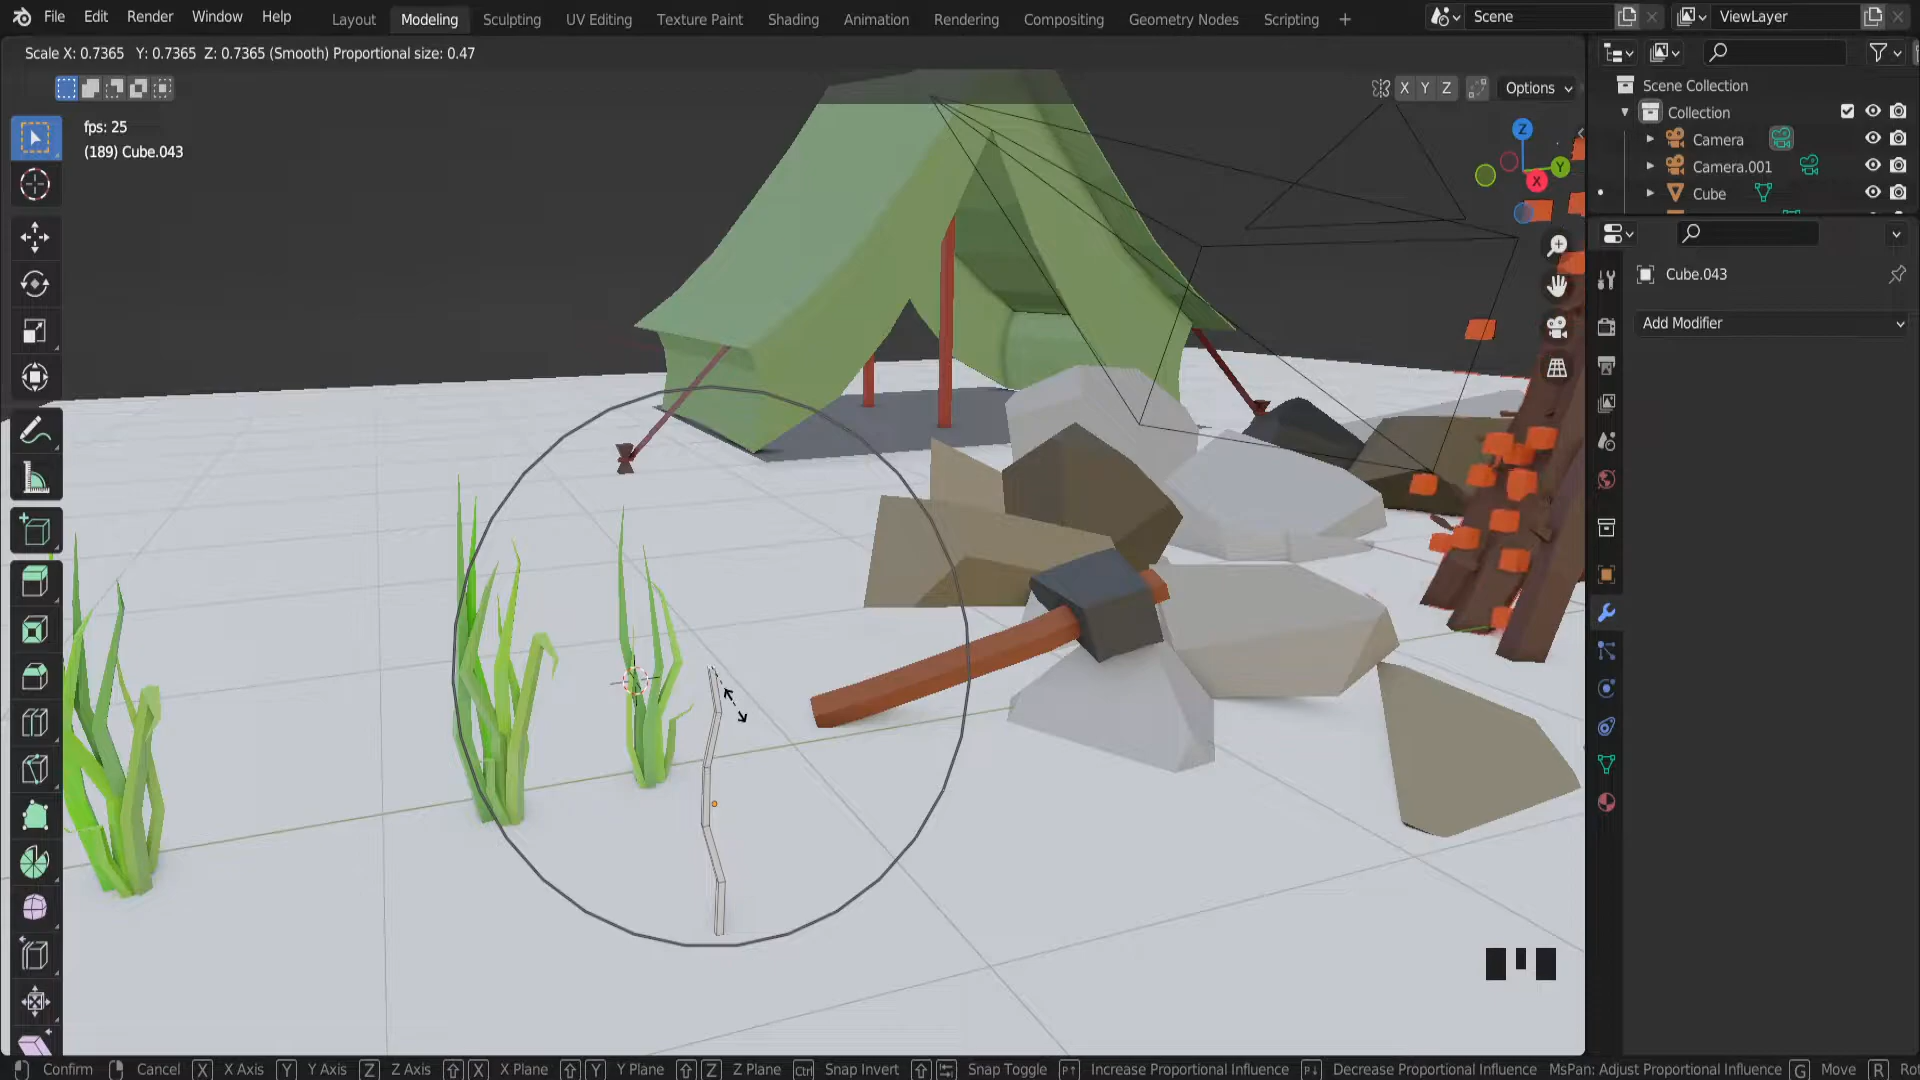 File Edit Render Window Help Layout Modeling Sculpting UV Editing Texture Paint Shading Animation Rendering Compositing Geometry Nodes Scripting + Scene ViewLayer
Scale X: 0.7365 Y: 0.7365 Z: 0.7365 (Smooth) Proportional size: 0.47
X Y Z Options
fps: 25
(189) Cube.043
Z
Y
X
Scene Collection
Collection
Camera
Camera.001
Cube
Cube.043
Add Modifier
Confirm Cancel X X Axis Y Y Axis Z Z Axis X X Plane Y Y Plane Z Z Plane Ctrl Snap Invert Snap Toggle Increase Proportional Influence Decrease Proportional Influence MsPan: Adjust Proportional Influence G Move R